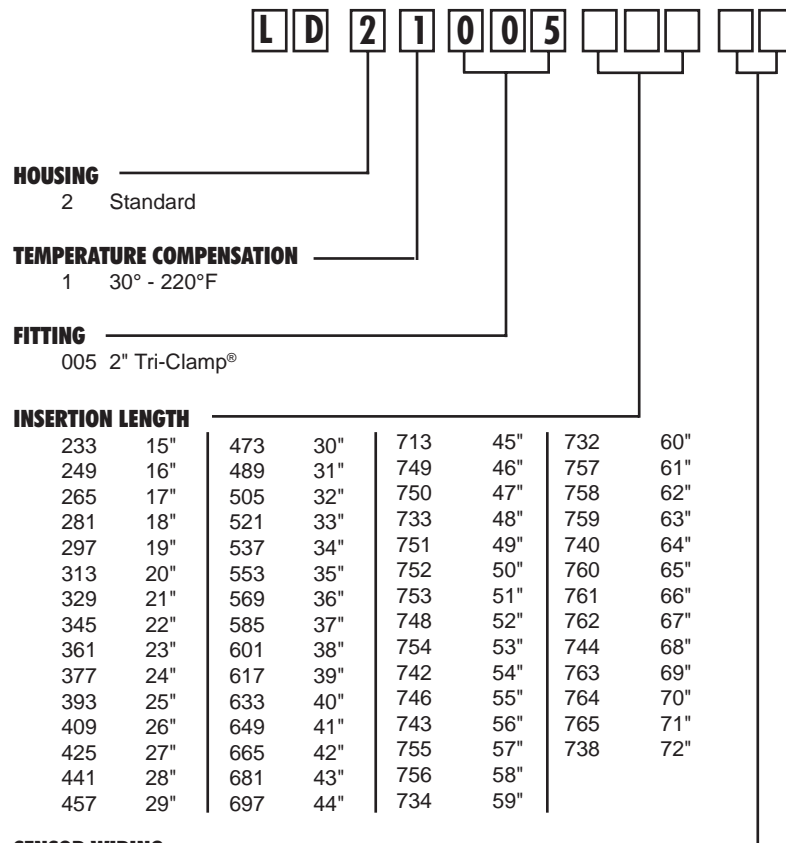 L D 2 1 0 0 5
HOUSING
2 Standard
TEMPERATURE COMPENSATION
1 30° - 220°F
FITTING
005 2" Tri-Clamp®
INSERTION LENGTH
233 15" 473 30" 713 45" 732 60"
249 16" 489 31" 749 46" 757 61"
265 17" 505 32" 750 47" 758 62"
281 18" 521 33" 733 48" 759 63"
297 19" 537 34" 751 49" 740 64"
313 20" 553 35" 752 50" 760 65"
329 21" 569 36" 753 51" 761 66"
345 22" 585 37" 748 52" 762 67"
361 23" 601 38" 754 53" 744 68"
377 24" 617 39" 742 54" 763 69"
393 25" 633 40" 746 55" 764 70"
409 26" 649 41" 743 56" 765 71"
425 27" 665 42" 755 57" 738 72"
441 28" 681 43" 756 58"
457 29" 697 44" 734 59"
SENSOR WIRING